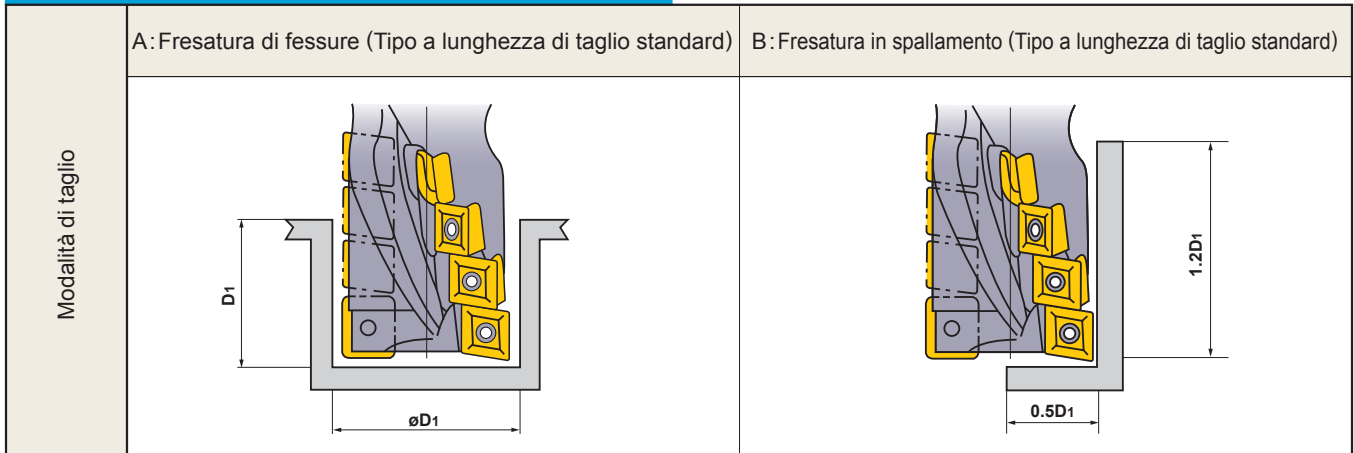 A:Fresatura di fessure (Tipo a lunghezza di taglio standard)
B:Fresatura in spallamento (Tipo a lunghezza di taglio standard)
Modalità di taglio
D1
øD1
1.2D1
0.5D1